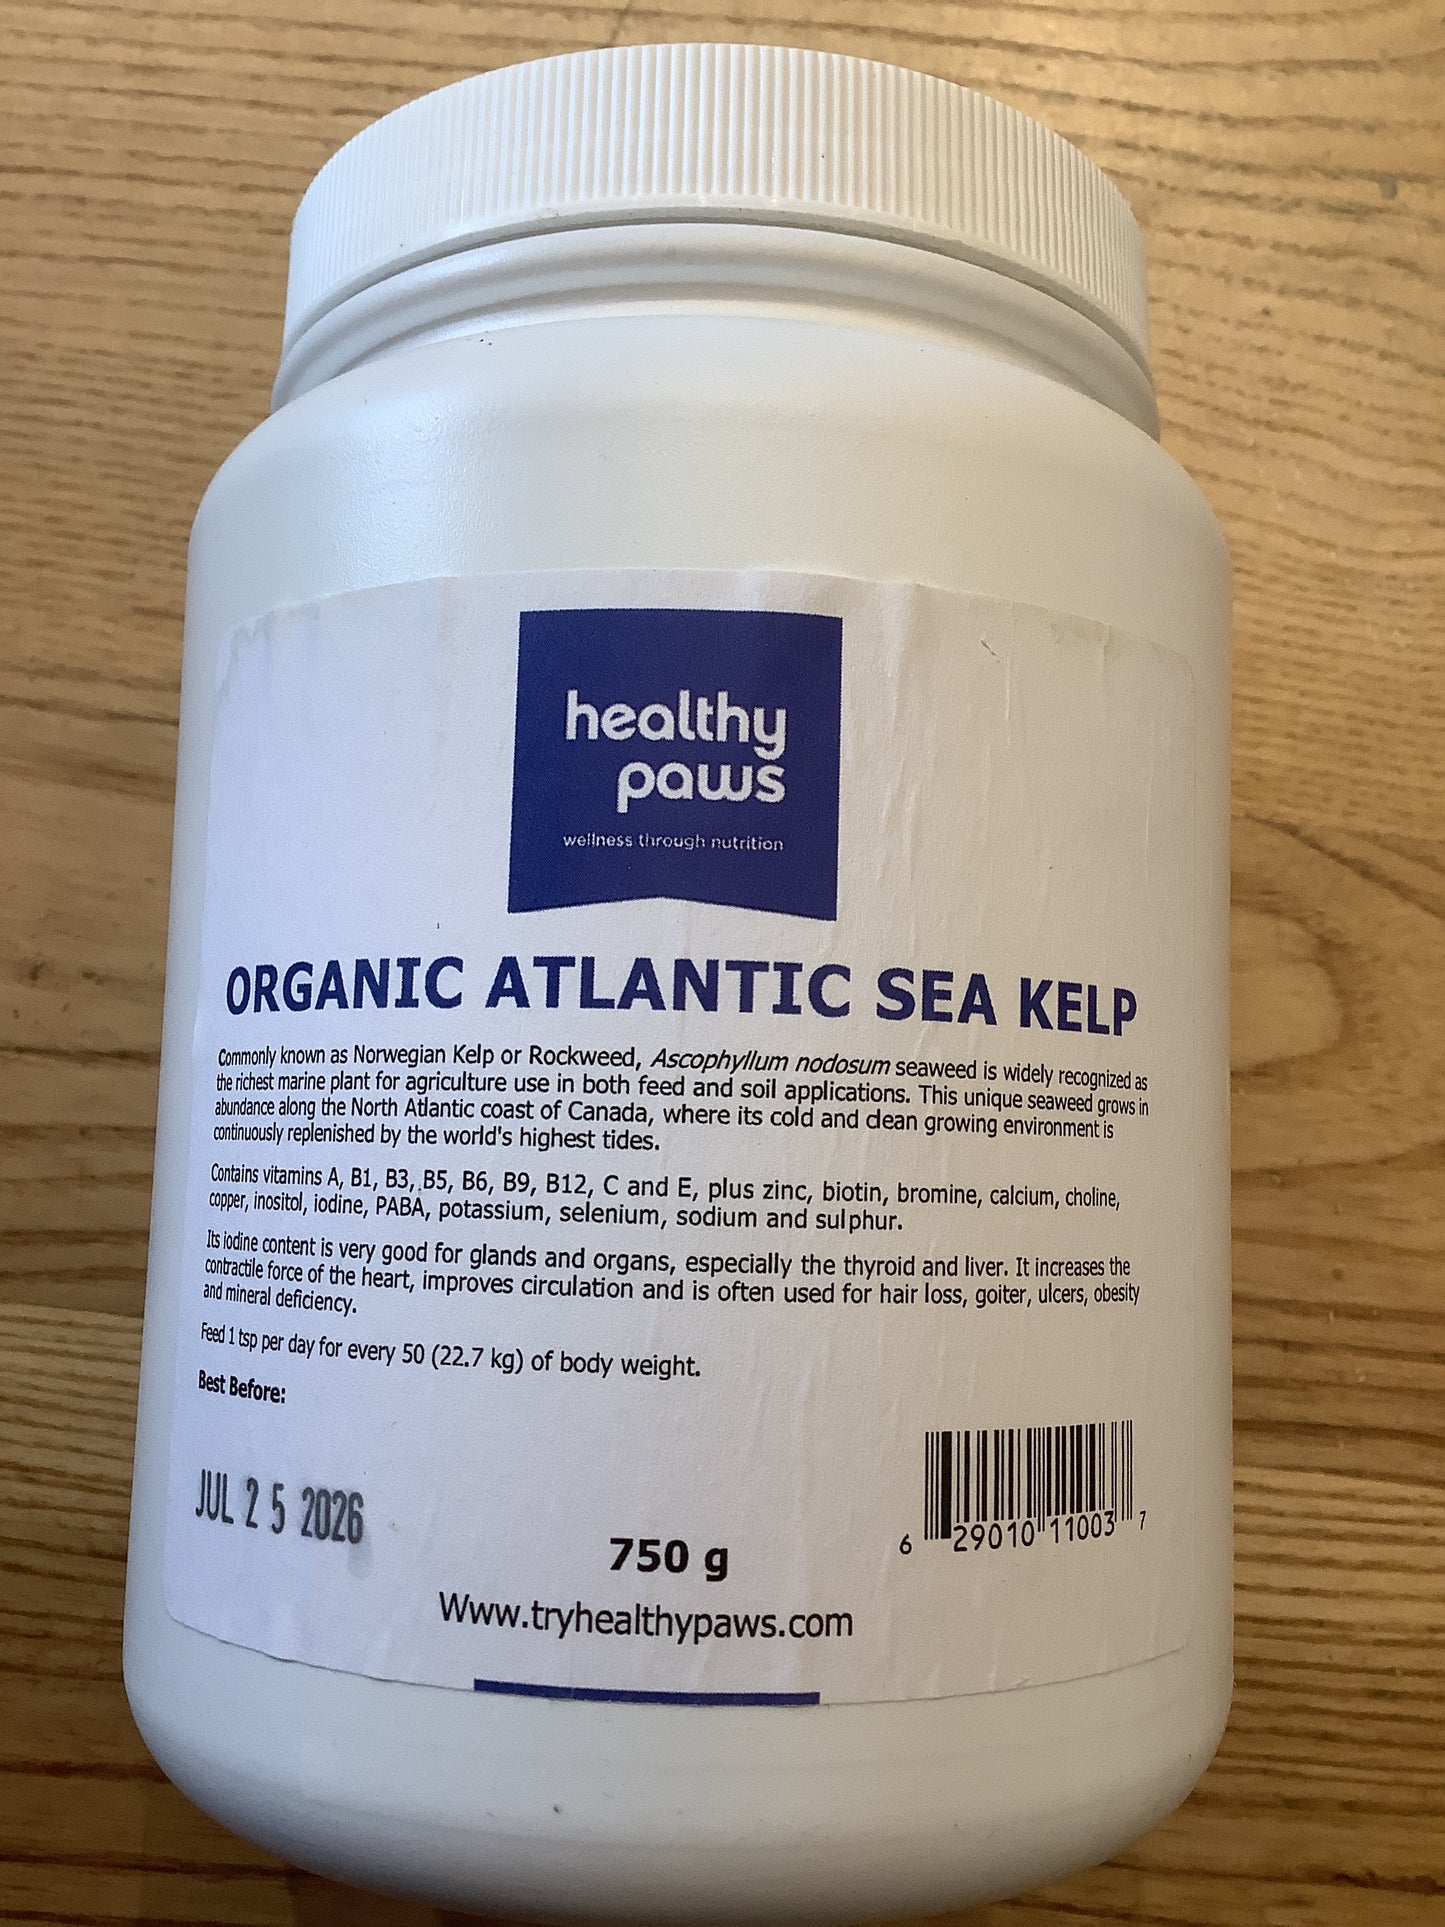 healthy
paws
wellness through nutrition
ORGANIC ATLANTIC SEA KELP
Commonly known as Norwegian Kelp or Rockweed, Ascophyllum nodosum seaweed is widely recognized as
the richest marine plant for agriculture use in both feed and soil applications. This unique seaweed grows in
abundance along the North Atlantic coast of Canada, where its cold and clean growing environment is
continuously replenished by the world's highest tides.
Contains vitamins A, B1, B3, B5, B6, B9, B12, C and E, plus zinc, biotin, bromine, calcium, choline,
copper, inositol, iodine, PABA, potassium, selenium, sodium and sulphur.
Its iodine content is very good for glands and organs, especially the thyroid and liver. It increases the
contractile force of the heart, improves circulation and is often used for hair loss, goiter, ulcers, obesity
and mineral deficiency.
Feed 1 tsp per day for every 50 (22.7 kg) of body weight.
Best Before:
JUL 25 2026
6 29010 11003 7
750 g
Www.tryhealthypaws.com